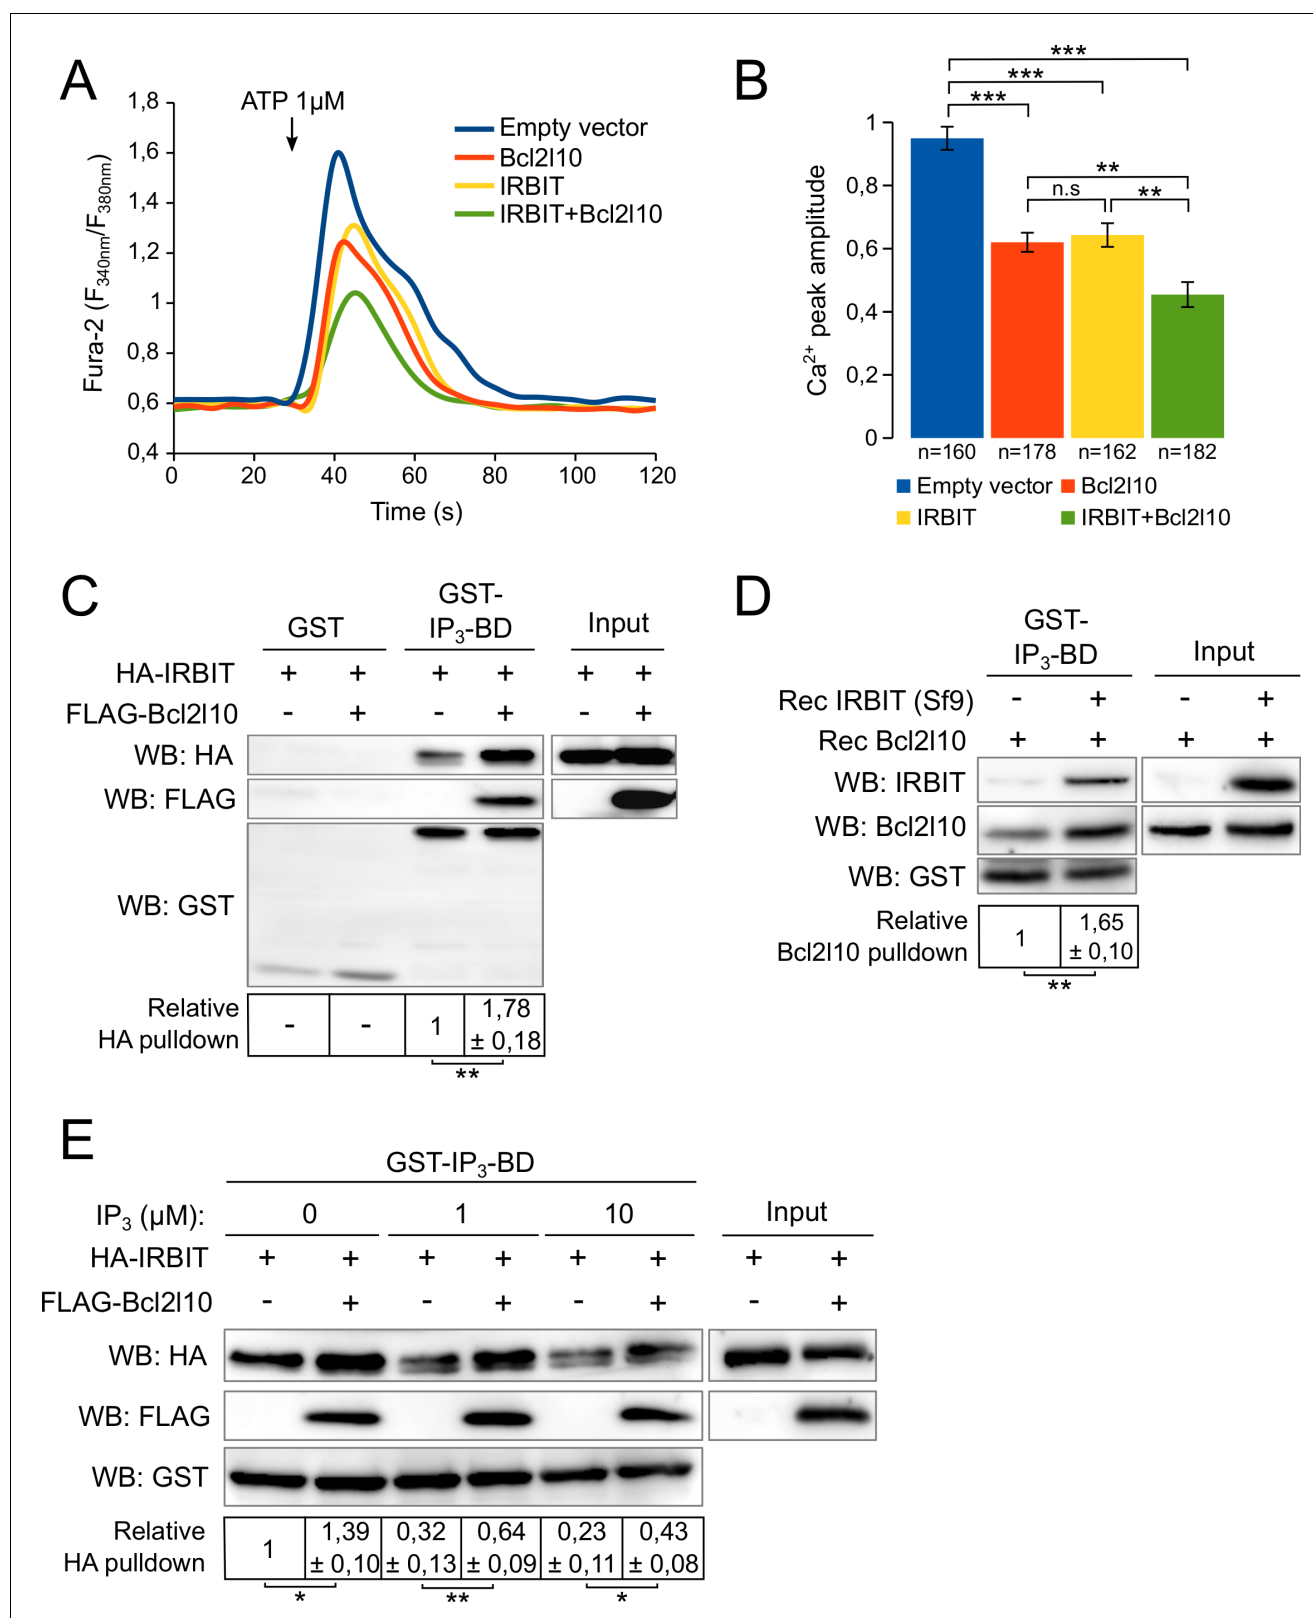 A
ATP 1µM
Empty vector
Bcl2l10
IRBIT
IRBIT+Bcl2l10
1,8
1,6
1,4
1,2
1
0,8
0,6
0,4
Fura-2 (F340nm/F380nm)
0 20 40 60 80 100 120
Time (s)
B
***
***
***
**
n.s **
1
0,8
0,6
0,4
0,2
0
Ca2+ peak amplitude
n=160 n=178 n=162 n=182
Empty vector Bcl2l10
IRBIT IRBIT+Bcl2l10
C
GST GST-IP3-BD Input
HA-IRBIT + + + + + +
FLAG-Bcl2l10 - + - + - +
WB: HA
WB: FLAG
WB: GST
Relative HA pulldown - - 1 1,78 ± 0,18
**
D
GST-IP3-BD Input
Rec IRBIT (Sf9) - + - +
Rec Bcl2l10 + + + +
WB: IRBIT
WB: Bcl2l10
WB: GST
Relative Bcl2l10 pulldown 1 1,65 ± 0,10
**
E
GST-IP3-BD
IP3 (µM): 0 1 10 Input
HA-IRBIT + + + + + + + +
FLAG-Bcl2l10 - + - + - + - +
WB: HA
WB: FLAG
WB: GST
Relative HA pulldown 1 1,39 ± 0,10 0,32 ± 0,13 0,64 ± 0,09 0,23 ± 0,11 0,43 ± 0,08
* ** *